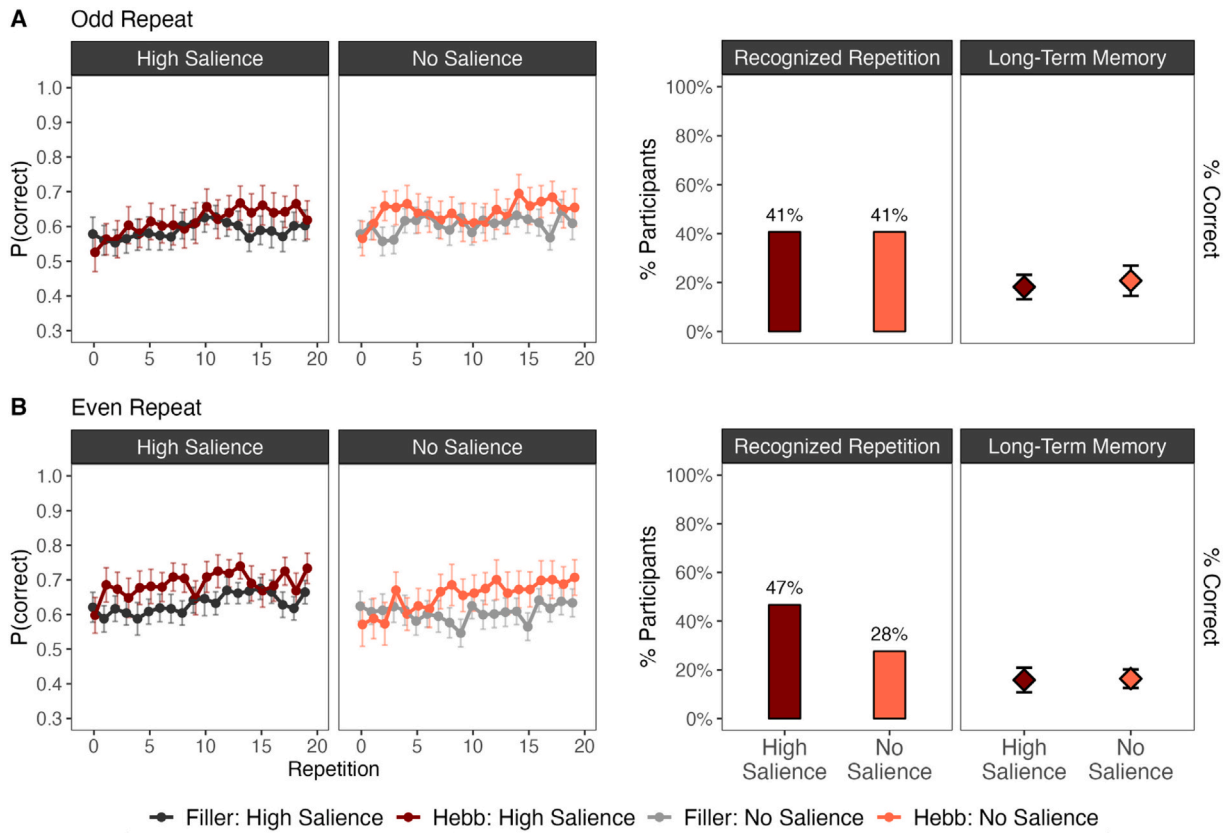 A Odd Repeat
High Salience
No Salience
P(correct)
1.0
0.9
0.8
0.7
0.6
0.5
0.4
0.3
0 5 10 15 20
0 5 10 15 20
Recognized Repetition
Long-Term Memory
% Participants
100%
80%
60%
40%
20%
0%
41% 41%
% Correct
B Even Repeat
High Salience
No Salience
P(correct)
1.0
0.9
0.8
0.7
0.6
0.5
0.4
0.3
0 5 10 15 20
0 5 10 15 20
Repetition
Recognized Repetition
Long-Term Memory
% Participants
100%
80%
60%
40%
20%
0%
47%
28%
% Correct
High
Salience
No
Salience
High
Salience
No
Salience
Filler: High Salience Hebb: High Salience Filler: No Salience Hebb: No Salience